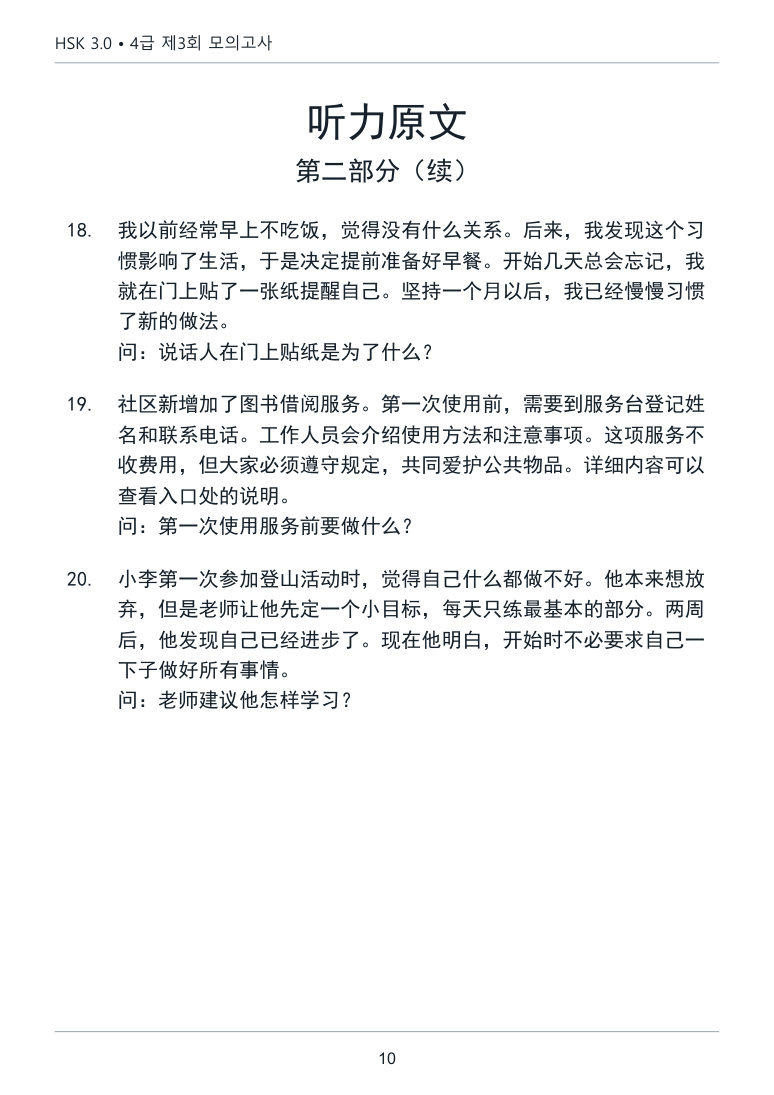 HSK 3.0 • 4급 제3회 모의고사
听力原文
第二部分（续）
18. 我以前经常早上不吃饭，觉得没有什么关系。后来，我发现这个习
惯影响了生活，于是决定提前准备好早餐。开始几天总会忘记，我
就在门上贴了一张纸提醒自己。坚持一个月以后，我已经慢慢习惯
了新的做法。
问：说话人在门上贴纸是为了什么？
19. 社区新增加了图书借阅服务。第一次使用前，需要到服务台登记姓
名和联系电话。工作人员会介绍使用方法和注意事项。这项服务不
收费用，但大家必须遵守规定，共同爱护公共物品。详细内容可以
查看入口处的说明。
问：第一次使用服务前要做什么？
20. 小李第一次参加登山活动时，觉得自己什么都做不好。他本来想放
弃，但是老师让他先定一个小目标，每天只练最基本的部分。两周
后，他发现自己已经进步了。现在他明白，开始时不必要求自己一
下子做好所有事情。
问：老师建议他怎样学习？
10